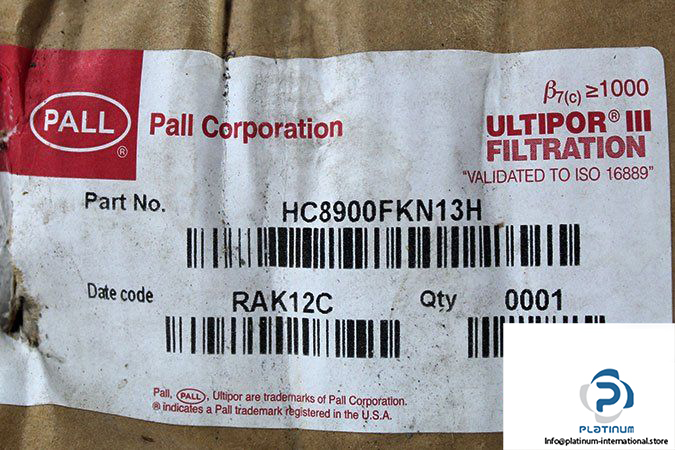 PALL
®
Pall Corporation
β7(c) ≥1000
ULTIPOR® III
FILTRATION
"VALIDATED TO ISO 16889"
Part No. HC8900FKN13H
Date code RAK12C Qty 0001
Pall, PALL, Ultipor are trademarks of Pall Corporation.
® indicates a Pall trademark registered in the U.S.A.
PLATINUM
Info@platinum-international.store